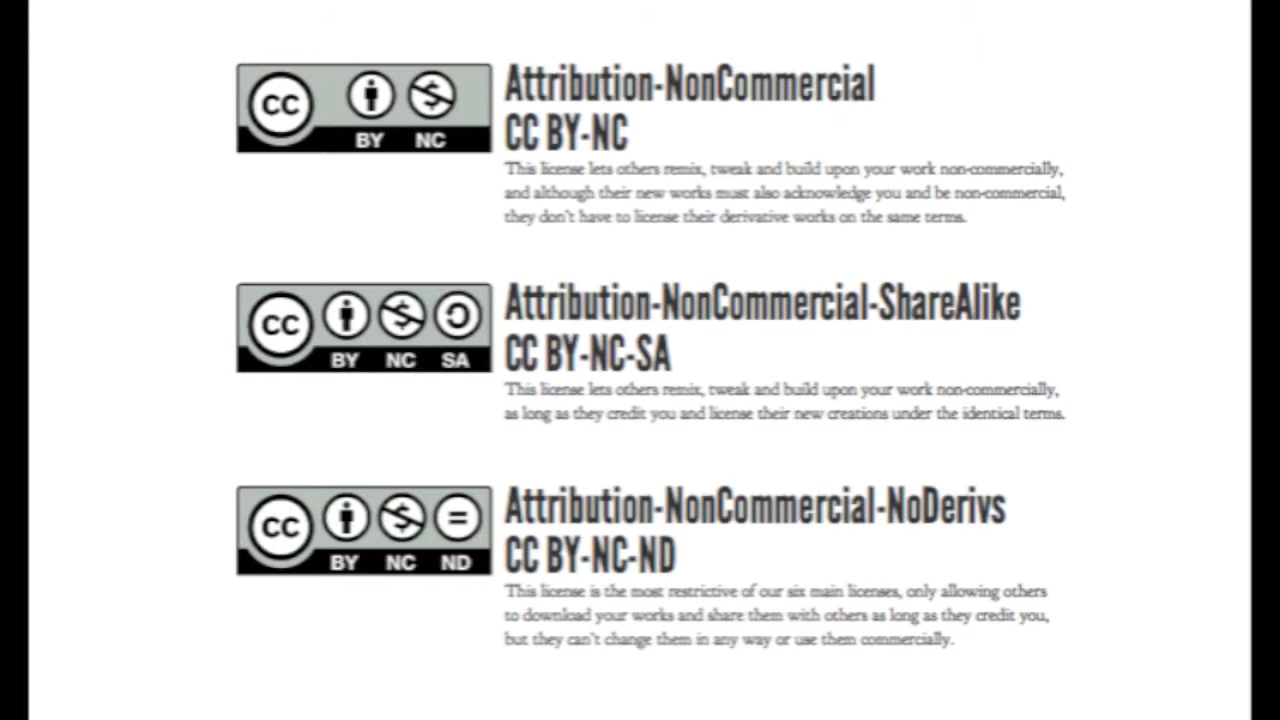 CC BY NC
Attribution-NonCommercial
CC BY-NC
This license lets others remix, tweak and build upon your work non-commercially,
and although their new works must also acknowledge you and be non-commercial,
they don't have to license their derivative works on the same terms.
CC BY NC SA
Attribution-NonCommercial-ShareAlike
CC BY-NC-SA
This license lets others remix, tweak and build upon your work non-commercially,
as long as they credit you and license their new creations under the identical terms.
CC BY NC ND
Attribution-NonCommercial-NoDerivs
CC BY-NC-ND
This license is the most restrictive of our six main licenses, only allowing others
to download your works and share them with others as long as they credit you,
but they can't change them in any way or use them commercially.